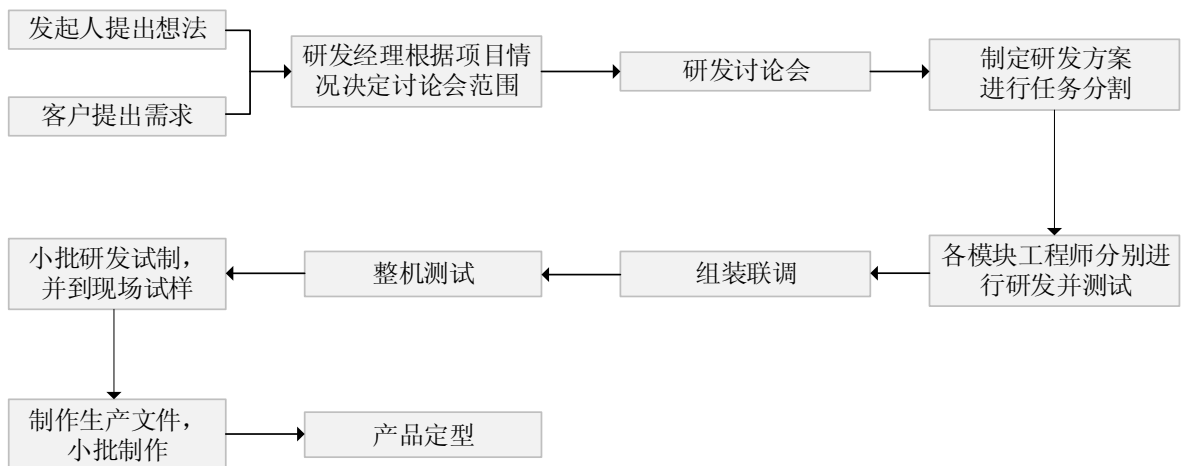 发起人提出想法
客户提出需求
研发经理根据项目情
况决定讨论会范围
研发讨论会
制定研发方案
进行任务分割
各模块工程师分别进
行研发并测试
组装联调
整机测试
小批研发试制，
并到现场试样
制作生产文件，
小批制作
产品定型